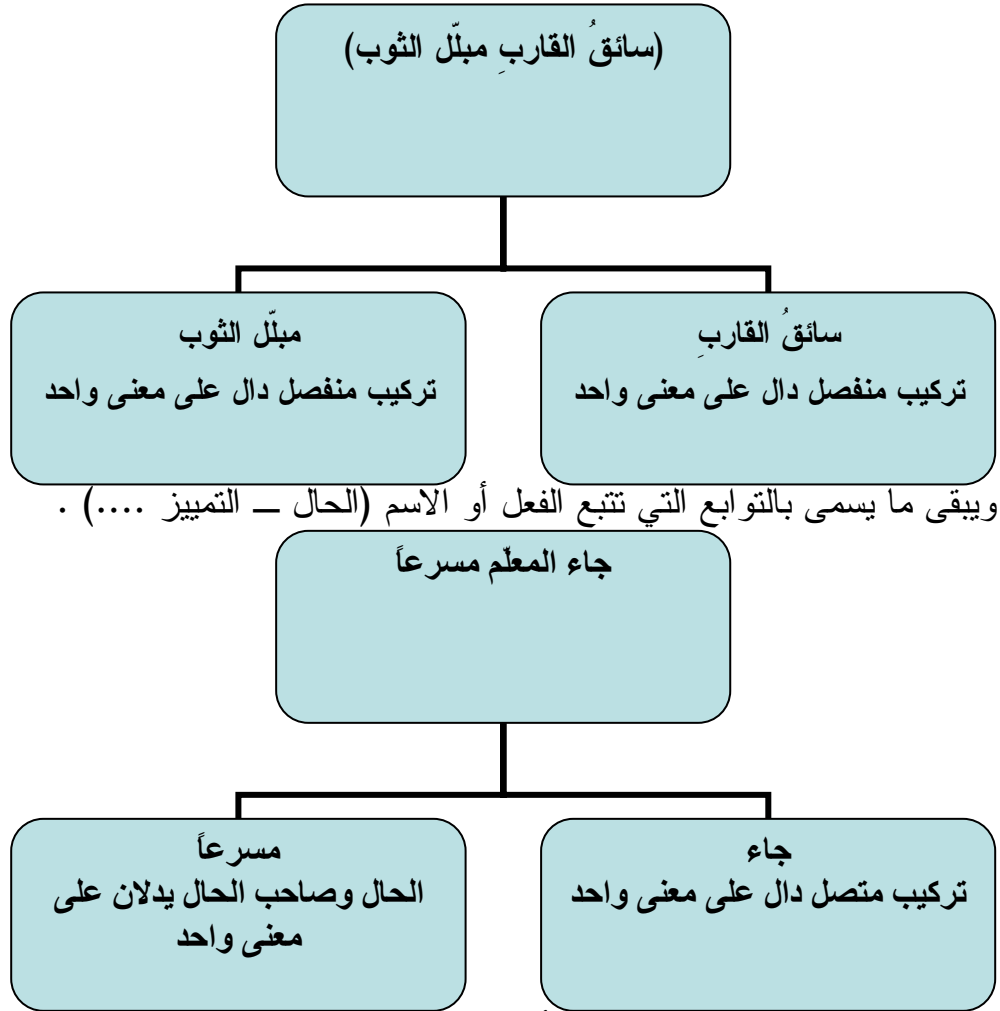 (سائقُ القاربِ مبلّل الثوب)
سائقُ القاربِ
تركيب منفصل دال على معنى واحد
مبلّل الثوب
تركيب منفصل دال على معنى واحد
ويبقى ما يسمى بالتوابع التي تتبع الفعل أو الاسم (الحال ــ التمييز ....) .
جاء المعلّم مسرعاً
جاء
تركيب متصل دال على معنى واحد
مسرعاً
الحال وصاحب الحال يدلان على
معنى واحد